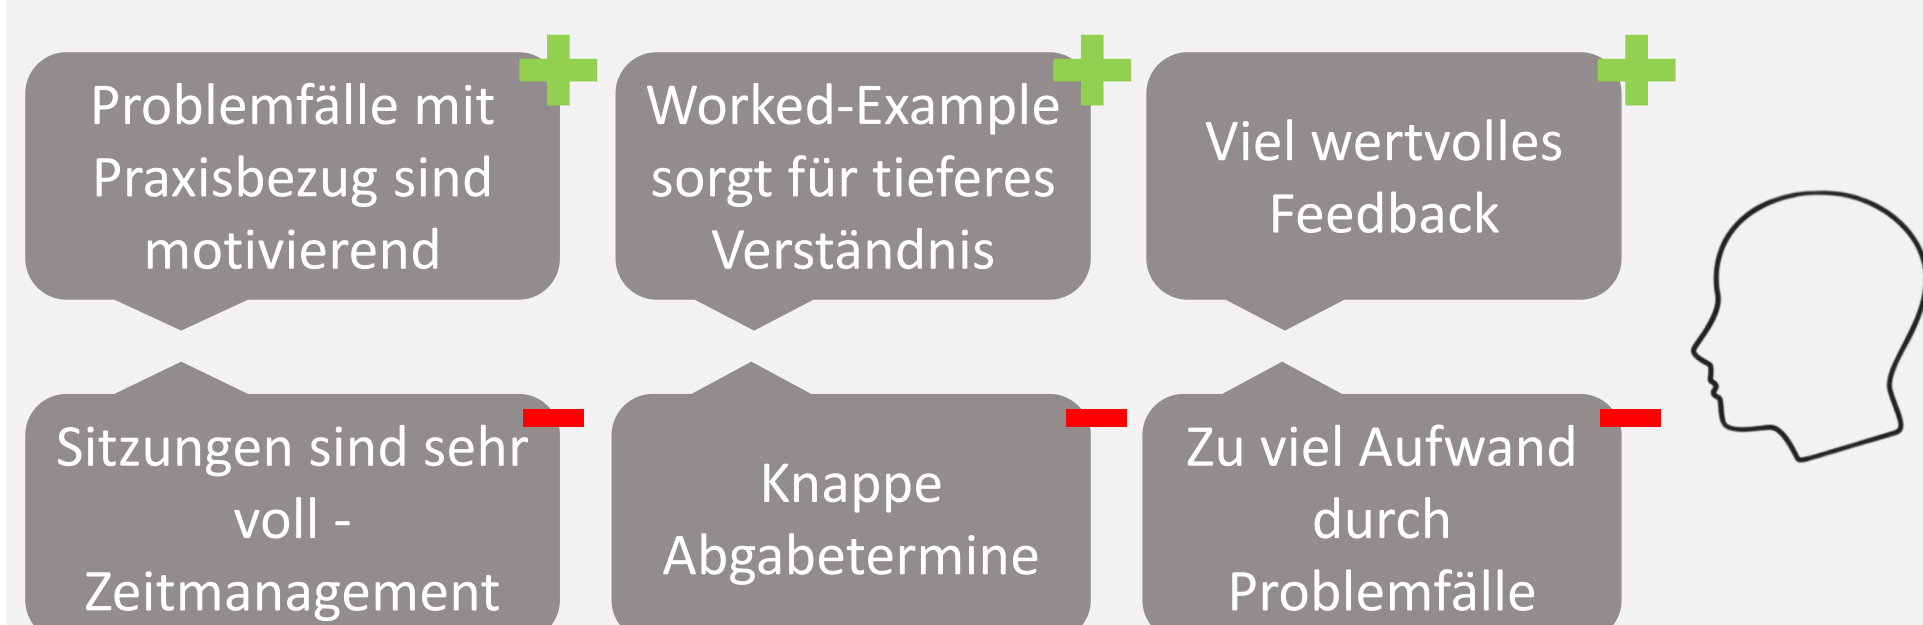 Problemfälle mit
Praxisbezug sind
motivierend
Worked-Example
sorgt für tieferes
Verständnis
Viel wertvolles
Feedback
Sitzungen sind sehr
voll -
Zeitmanagement
Knappe
Abgabetermine
Zu viel Aufwand
durch
Problemfälle